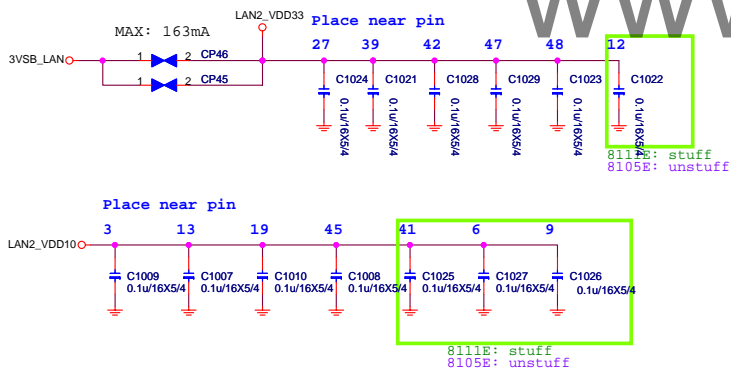 WWW
LAN2_VDD33
MAX: 163mA
Place near pin
27 39 42 47 48 12
3VSB_LAN
1 2 CP46
1 2 CP45
C1024 0.1u/16X5/4
C1021 0.1u/16X5/4
C1028 0.1u/16X5/4
C1029 0.1u/16X5/4
C1023 0.1u/16X5/4
C1022 0.1u/16X5/4
8111E: stuff
8105E: unstuff
Place near pin
3 13 19 45 41 6 9
LAN2_VDD10
C1009 0.1u/16X5/4
C1007 0.1u/16X5/4
C1010 0.1u/16X5/4
C1008 0.1u/16X5/4
C1025 0.1u/16X5/4
C1027 0.1u/16X5/4
C1026 0.1u/16X5/4
8111E: stuff
8105E: unstuff